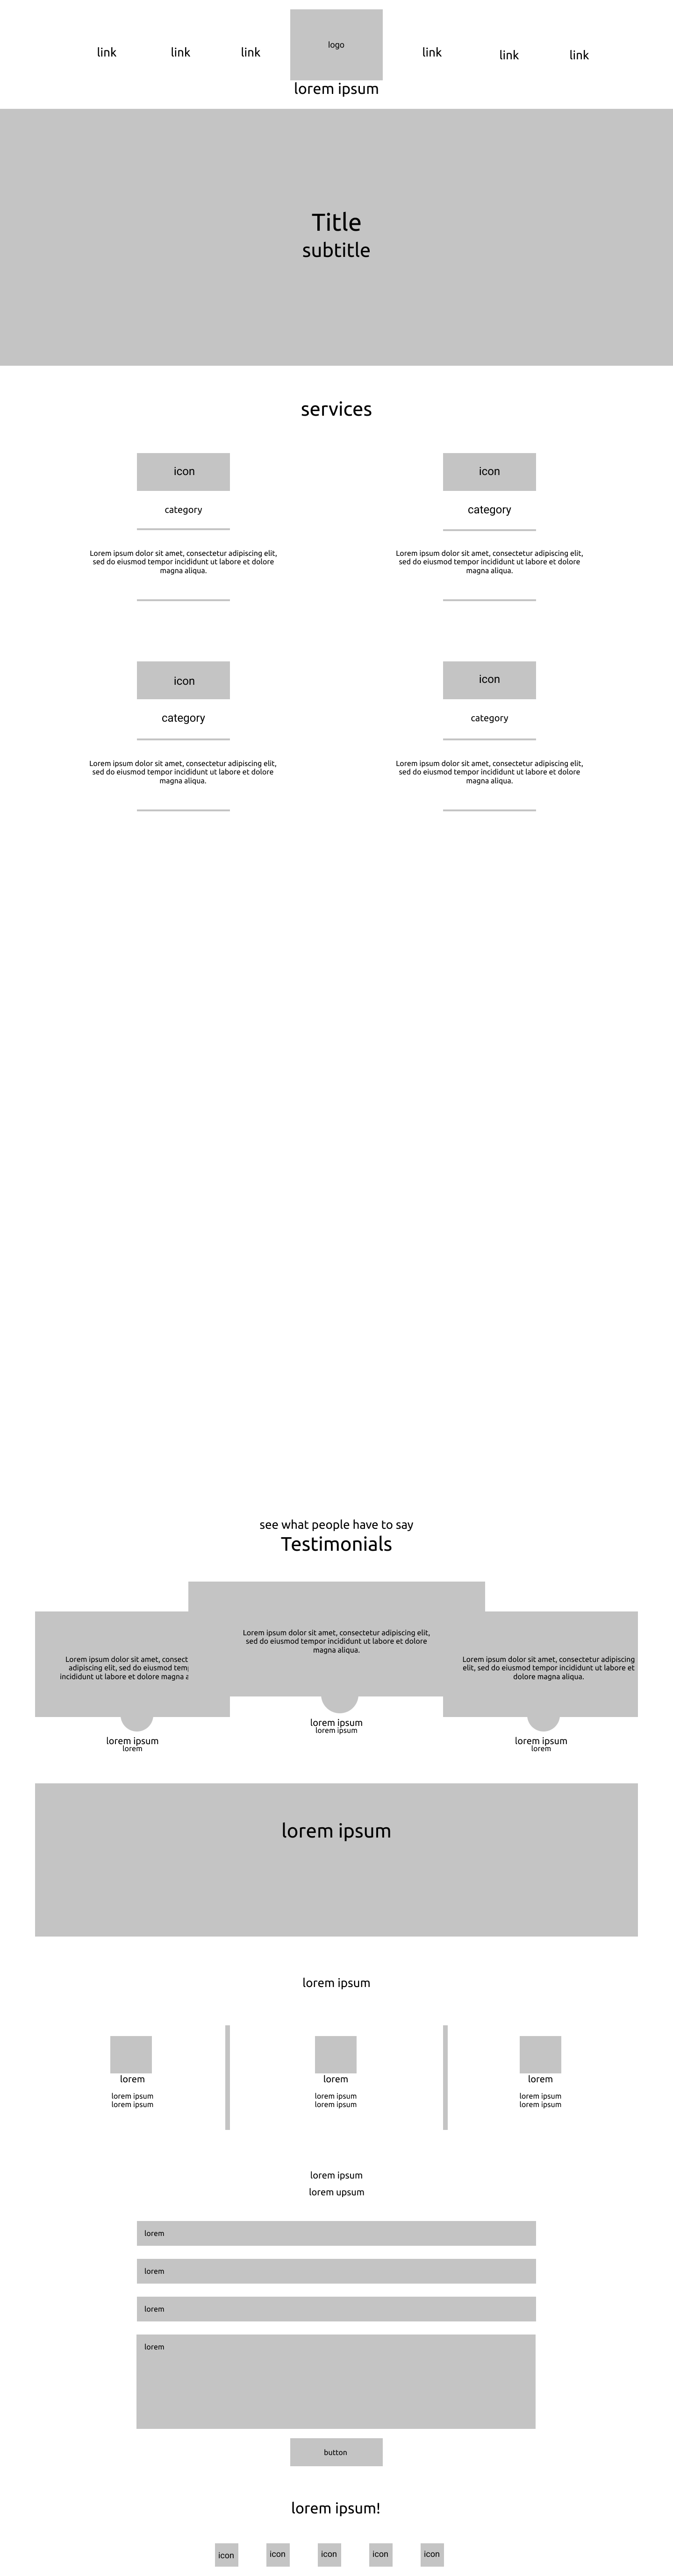 link
link
link
logo
link
link
link
lorem ipsum
Title
subtitle
services
icon
category
Lorem ipsum dolor sit amet, consectetur adipiscing elit,
sed do eiusmod tempor incididunt ut labore et dolore
magna aliqua.
icon
category
Lorem ipsum dolor sit amet, consectetur adipiscing elit,
sed do eiusmod tempor incididunt ut labore et dolore
magna aliqua.
icon
category
Lorem ipsum dolor sit amet, consectetur adipiscing elit,
sed do eiusmod tempor incididunt ut labore et dolore
magna aliqua.
icon
category
Lorem ipsum dolor sit amet, consectetur adipiscing elit,
sed do eiusmod tempor incididunt ut labore et dolore
magna aliqua.
see what people have to say
Testimonials
Lorem ipsum dolor sit amet, consect
adipiscing elit, sed do eiusmod temp
incididunt ut labore et dolore magna a
lorem ipsum
lorem
Lorem ipsum dolor sit amet, consectetur adipiscing elit,
sed do eiusmod tempor incididunt ut labore et dolore
magna aliqua.
lorem ipsum
lorem ipsum
Lorem ipsum dolor sit amet, consectetur adipiscing
elit, sed do eiusmod tempor incididunt ut labore et
dolore magna aliqua.
lorem ipsum
lorem
lorem ipsum
lorem ipsum
lorem
lorem ipsum
lorem ipsum
lorem
lorem ipsum
lorem ipsum
lorem
lorem ipsum
lorem ipsum
lorem ipsum
lorem upsum
lorem
lorem
lorem
lorem
button
lorem ipsum!
icon
icon
icon
icon
icon